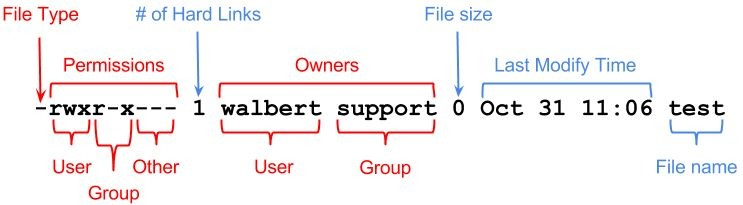 File Type # of Hard Links File size
Permissions Owners Last Modify Time
-rwxr-x--- 1 walbert support 0 Oct 31 11:06 test
User Other User Group File name
Group